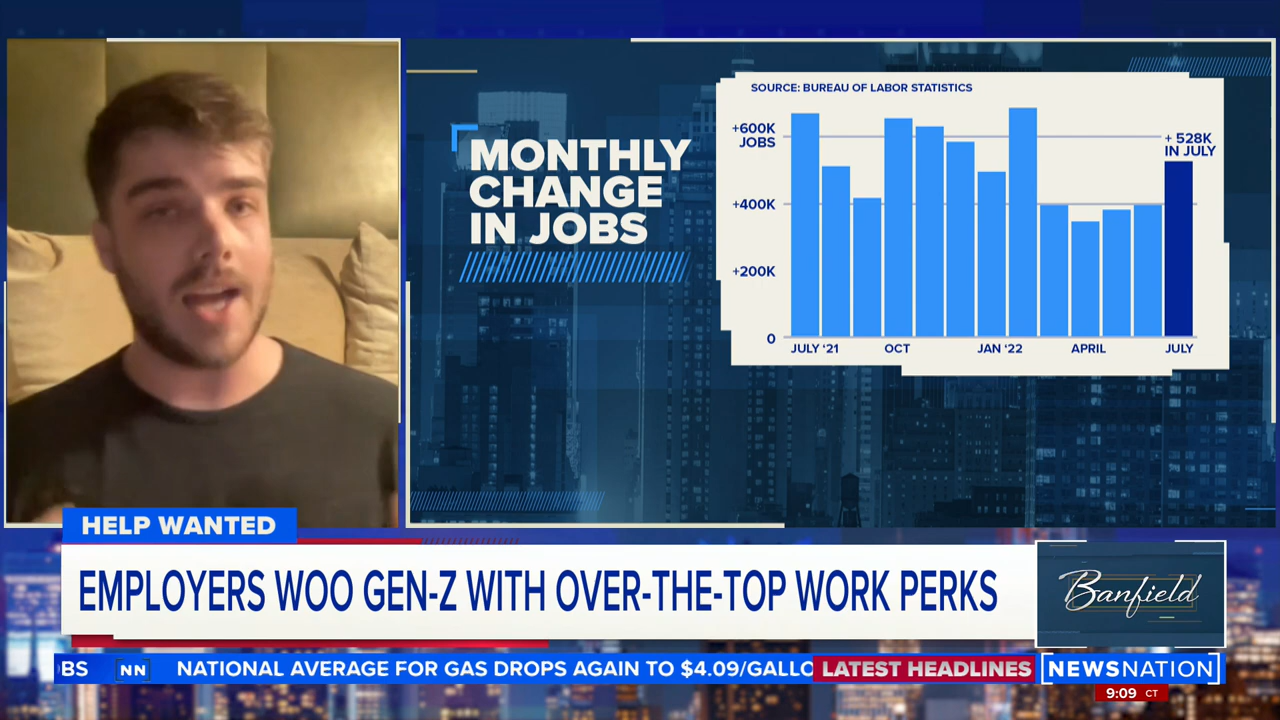 SOURCE: BUREAU OF LABOR STATISTICS
MONTHLY
CHANGE
IN JOBS
+600K
JOBS
+400K
+200K
0
+ 528K
IN JULY
JULY ‘21
OCT
JAN ‘22
APRIL
JULY
HELP WANTED
EMPLOYERS WOO GEN-Z WITH OVER-THE-TOP WORK PERKS
Banfield
BS NN NATIONAL AVERAGE FOR GAS DROPS AGAIN TO $4.09/GALLO
LATEST HEADLINES
NEWSNATION
9:09 CT